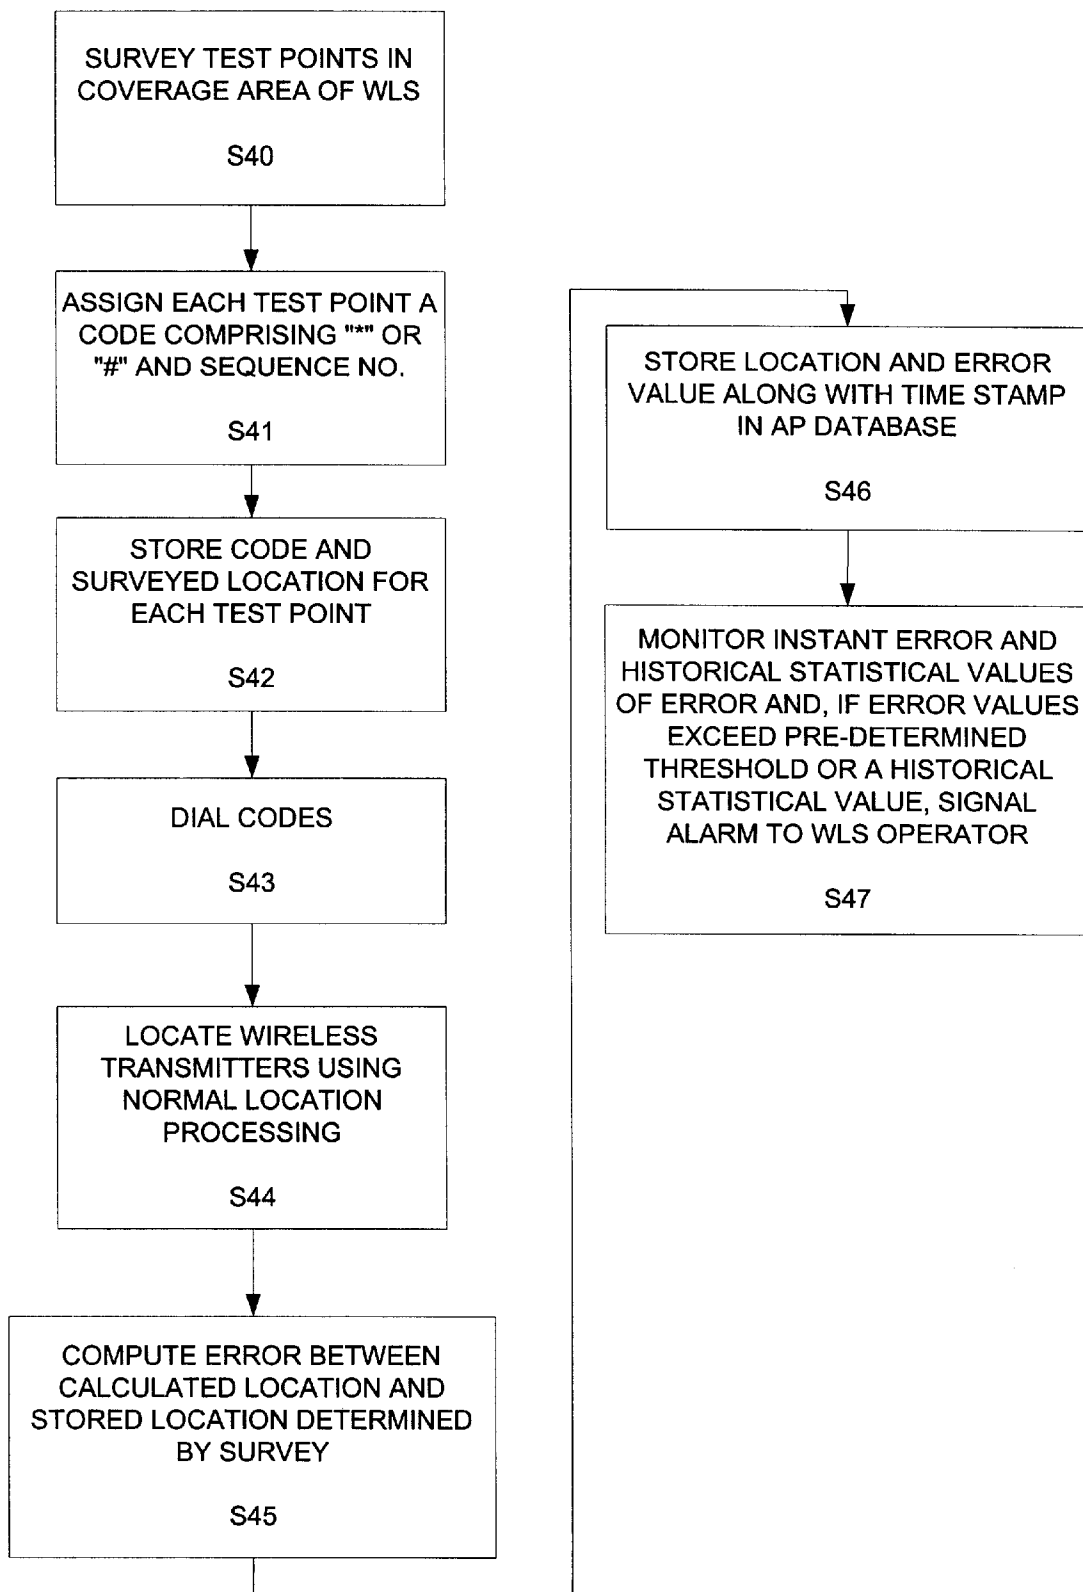 SURVEY TEST POINTS IN
COVERAGE AREA OF WLS
S40
ASSIGN EACH TEST POINT A
CODE COMPRISING "*" OR
"#" AND SEQUENCE NO.
S41
STORE CODE AND
SURVEYED LOCATION FOR
EACH TEST POINT
S42
DIAL CODES
S43
LOCATE WIRELESS
TRANSMITTERS USING
NORMAL LOCATION
PROCESSING
S44
COMPUTE ERROR BETWEEN
CALCULATED LOCATION AND
STORED LOCATION DETERMINED
BY SURVEY
S45
STORE LOCATION AND ERROR
VALUE ALONG WITH TIME STAMP
IN AP DATABASE
S46
MONITOR INSTANT ERROR AND
HISTORICAL STATISTICAL VALUES
OF ERROR AND, IF ERROR VALUES
EXCEED PRE-DETERMINED
THRESHOLD OR A HISTORICAL
STATISTICAL VALUE, SIGNAL
ALARM TO WLS OPERATOR
S47